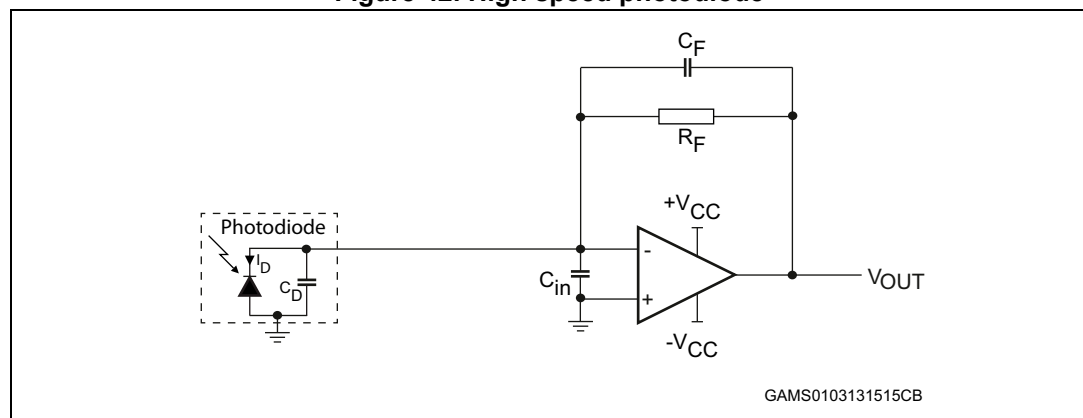 Figure 42. High speed photodiode
CF
RF
+VCC
Photodiode
ID
CD
Cin
-
+
VOUT
-VCC
GAMS0103131515CB